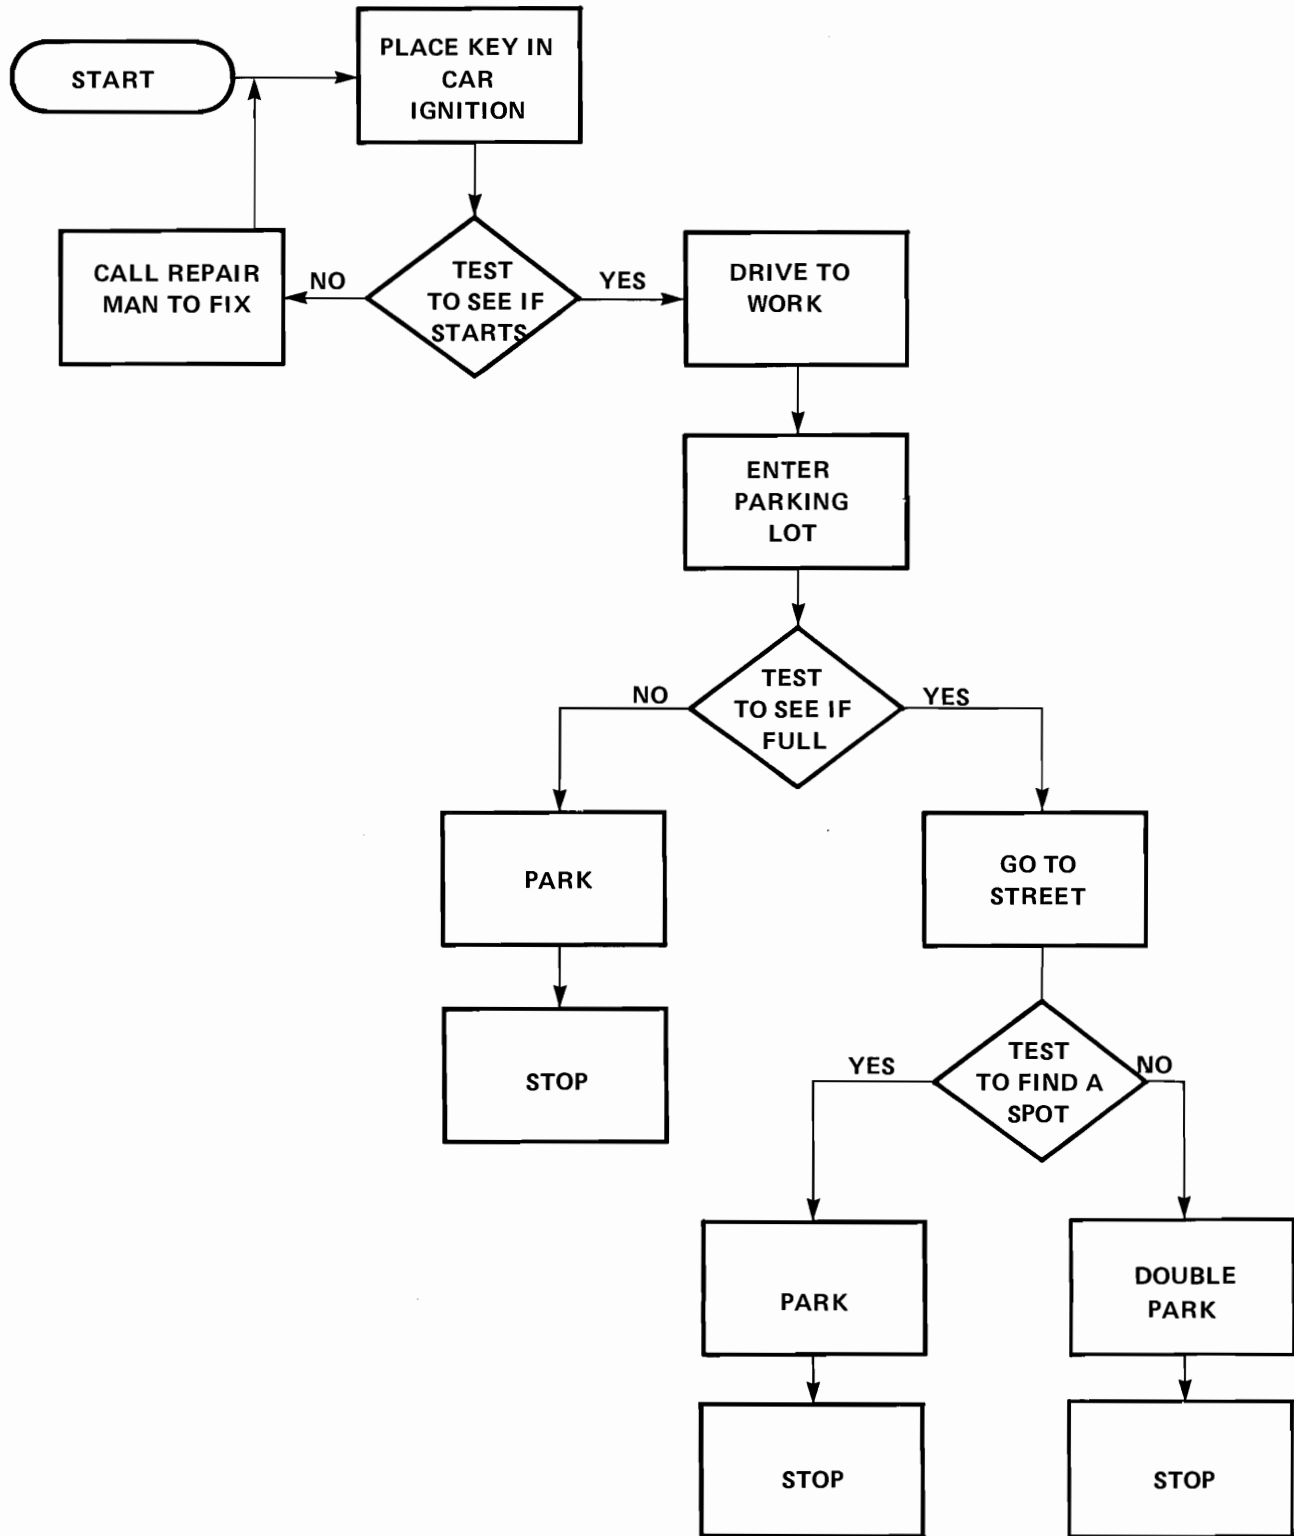 START
PLACE KEY IN
CAR
IGNITION
CALL REPAIR
MAN TO FIX
NO
TEST
TO SEE IF
STARTS
YES
DRIVE TO
WORK
ENTER
PARKING
LOT
NO
TEST
TO SEE IF
FULL
YES
PARK
STOP
GO TO
STREET
YES
TEST
TO FIND A
SPOT
NO
PARK
STOP
DOUBLE
PARK
STOP